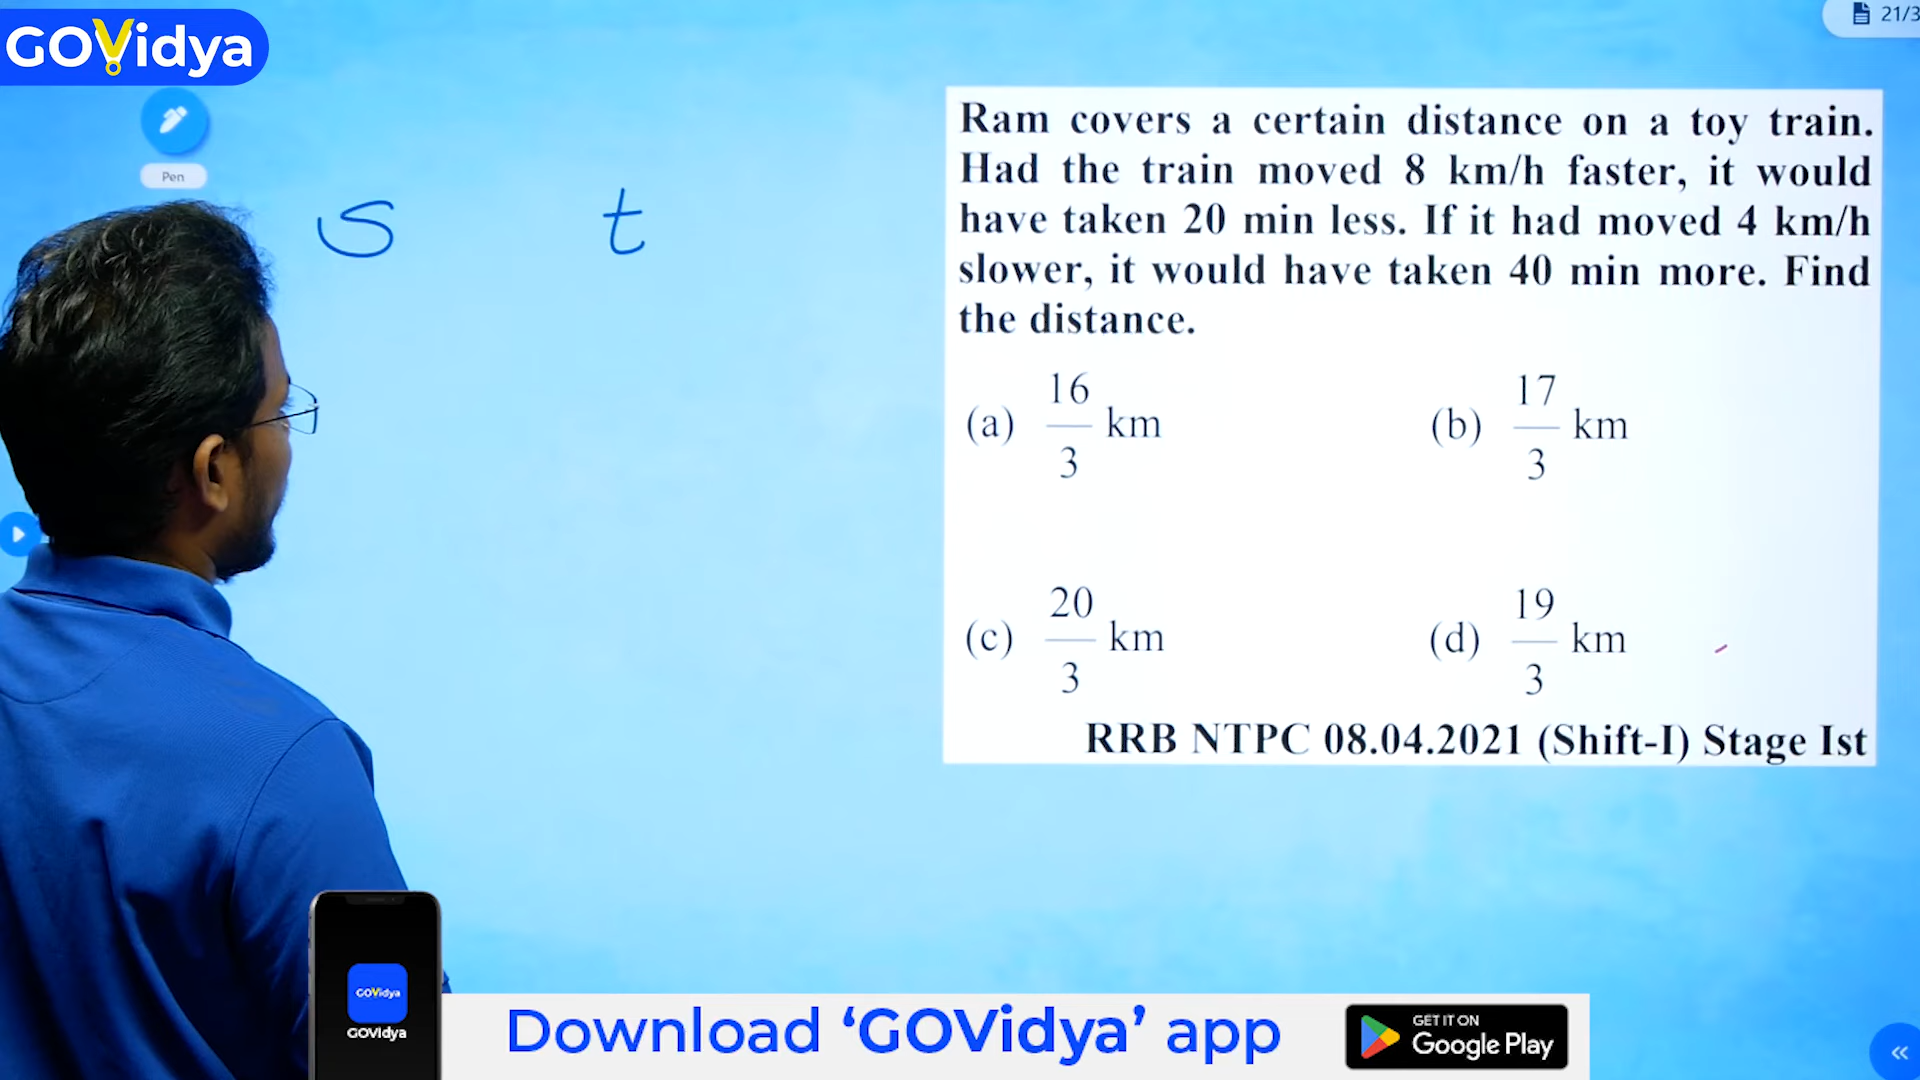 GOVidya
21/3
Pen
s t
Ram covers a certain distance on a toy train.
Had the train moved 8 km/h faster, it would
have taken 20 min less. If it had moved 4 km/h
slower, it would have taken 40 min more. Find
the distance.
(a) 16/3 km (b) 17/3 km
(c) 20/3 km (d) 19/3 km
RRB NTPC 08.04.2021 (Shift-I) Stage Ist
GOVidya
GOVidya
Download ‘GOVidya’ app
GET IT ON
Google Play